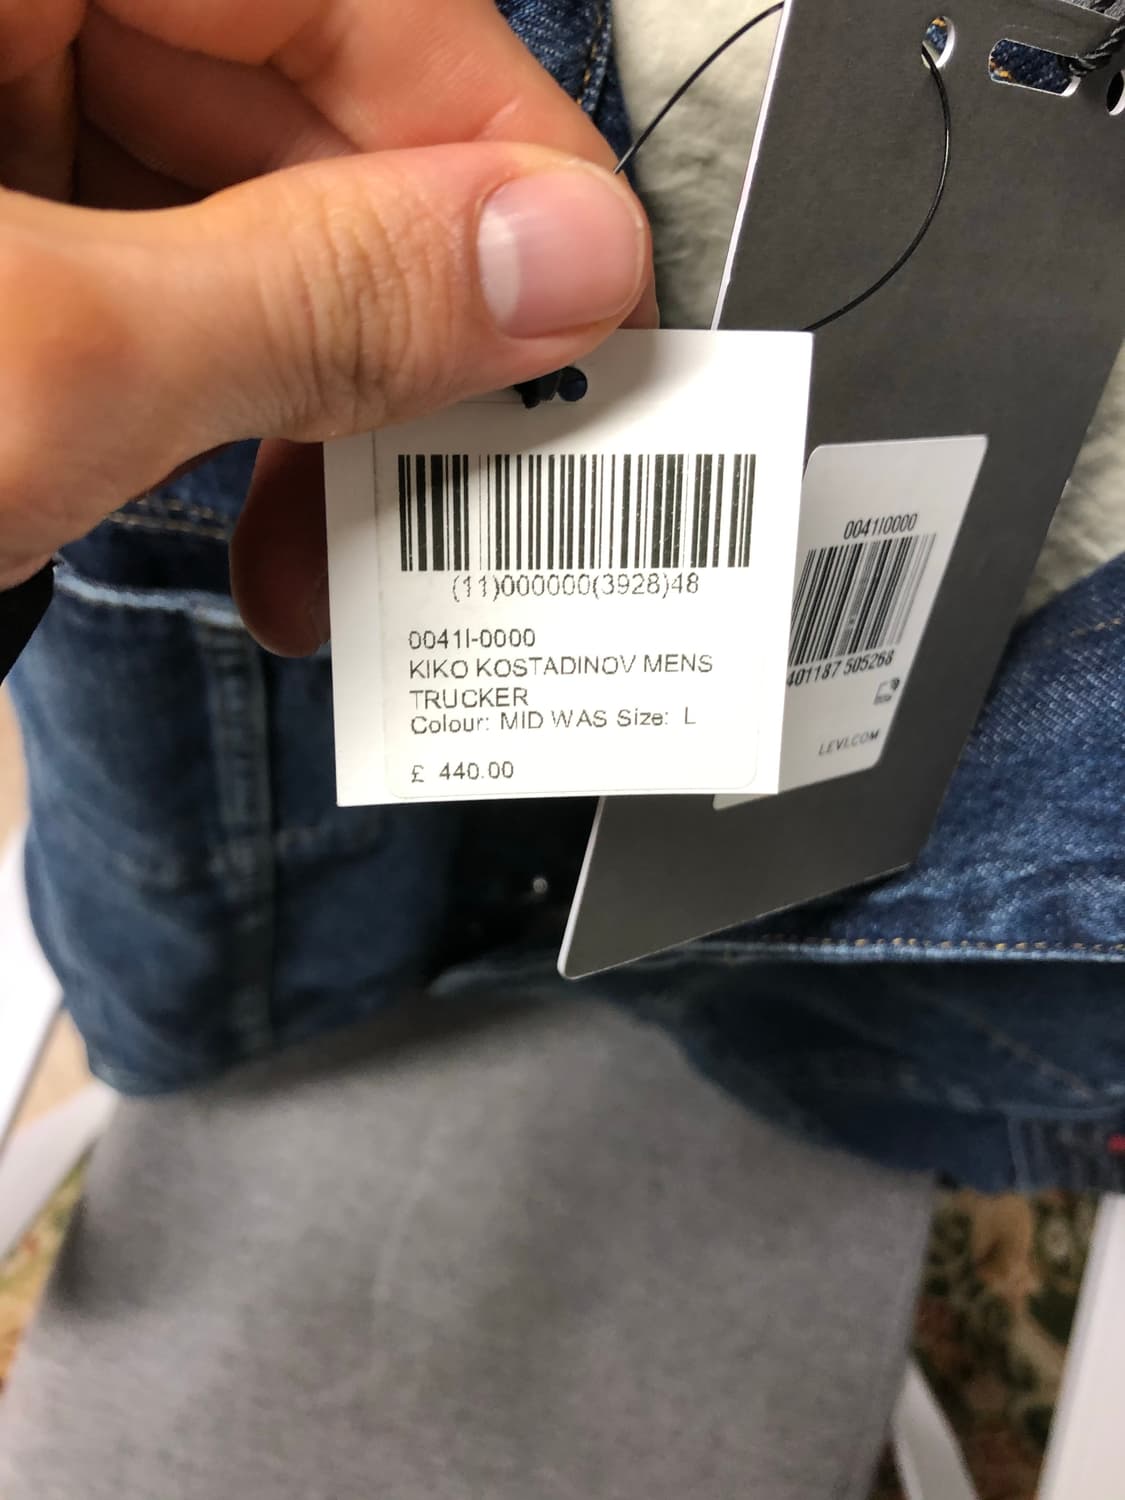 (11)000000(3928)48
0041I-0000
KIKO KOSTADINOV MENS
TRUCKER
Colour: MID WAS Size: L
£ 440.00
0041I0000
401187 505268
LEVI.COM